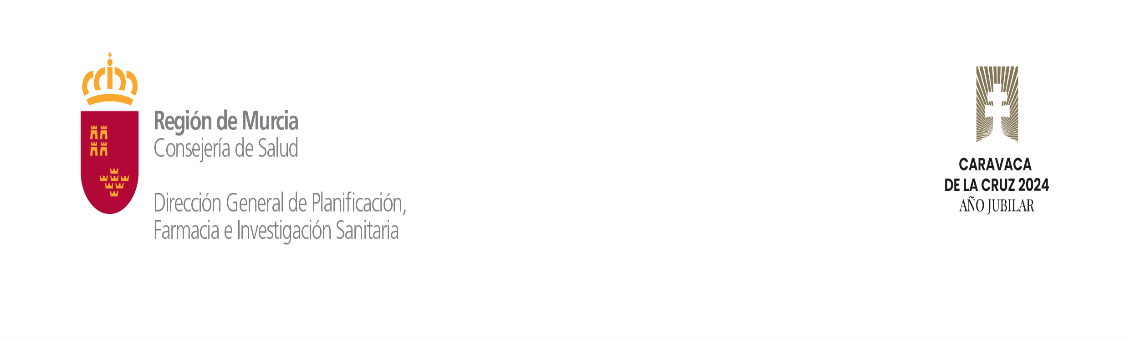 Región de Murcia
Consejería de Salud
Dirección General de Planificación,
Farmacia e Investigación Sanitaria
CARAVACA
DE LA CRUZ 2024
AÑO JUBILAR